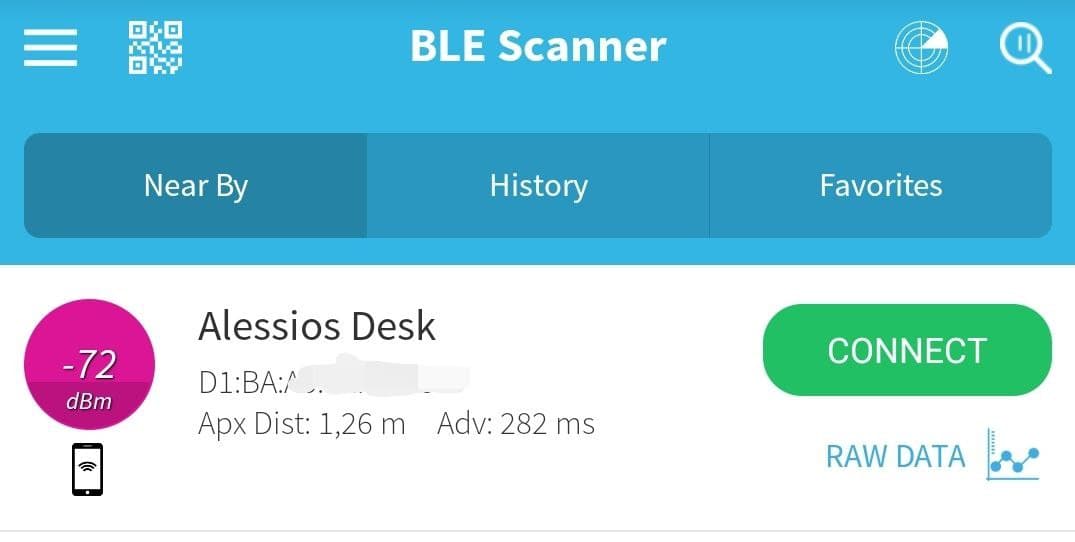 BLE Scanner
Near By
History
Favorites
-72
dBm
Alessios Desk
D1:BA:
Apx Dist: 1,26 m
Adv: 282 ms
CONNECT
RAW DATA